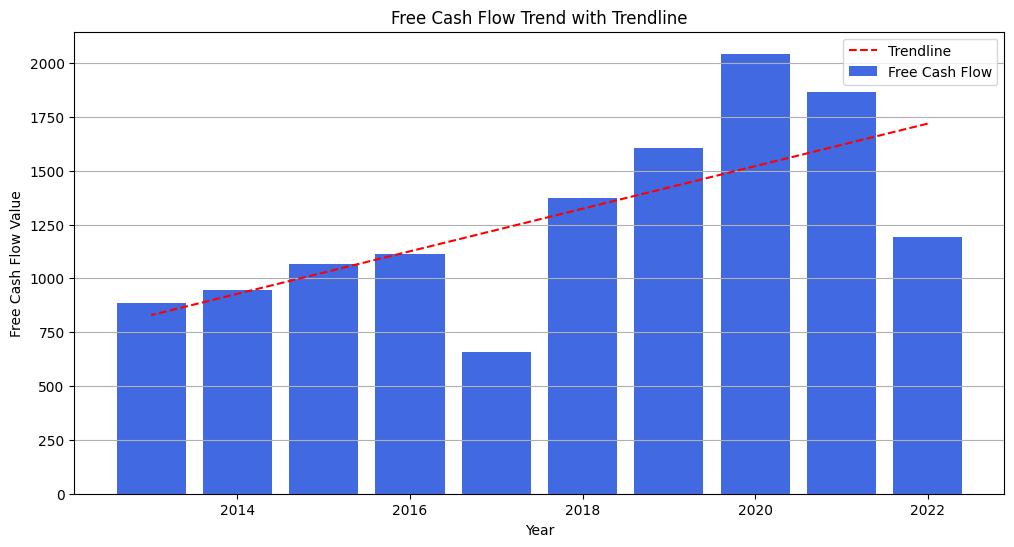 Free Cash Flow Trend with Trendline
Trendline
Free Cash Flow
Free Cash Flow Value
2000
1750
1500
1250
1000
750
500
250
0
2014
2016
2018
2020
2022
Year